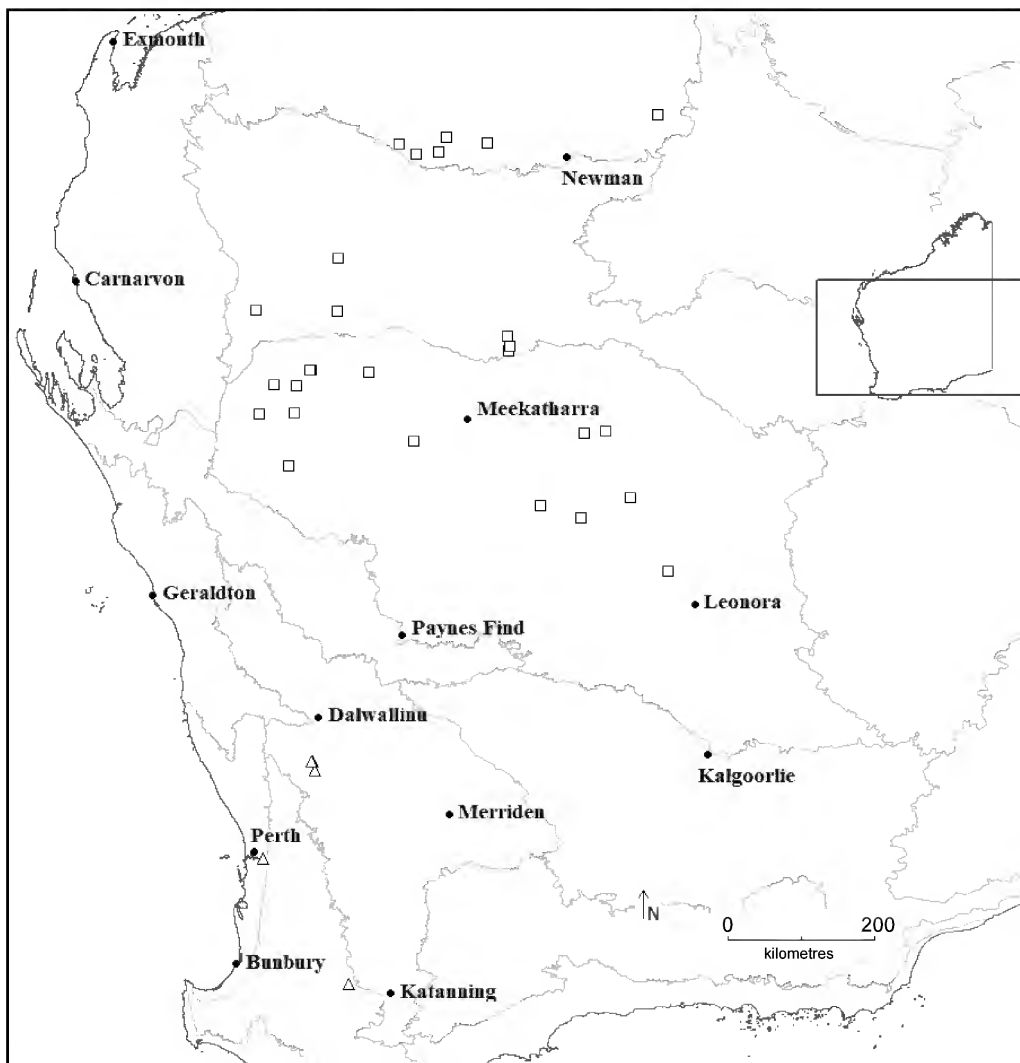 Exmouth
Newman
Carnarvon
Meekatharra
Geraldton
Leonora
Paynes Find
Dalwallinu
Kalgoorlie
Merriden
Perth
N
0 200
kilometres
Bunbury
Katanning